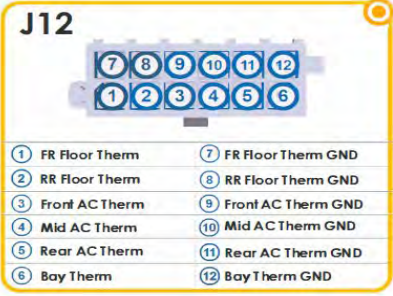 J12
7 8 9 10 11 12
1 2 3 4 5 6
1 FR Floor Therm
7 FR Floor Therm GND
2 RR Floor Therm
8 RR Floor Therm GND
3 Front AC Therm
9 Front AC Therm GND
4 Mid AC Therm
10 Mid AC Therm GND
5 Rear AC Therm
11 Rear AC Therm GND
6 Bay Therm
12 Bay Therm GND